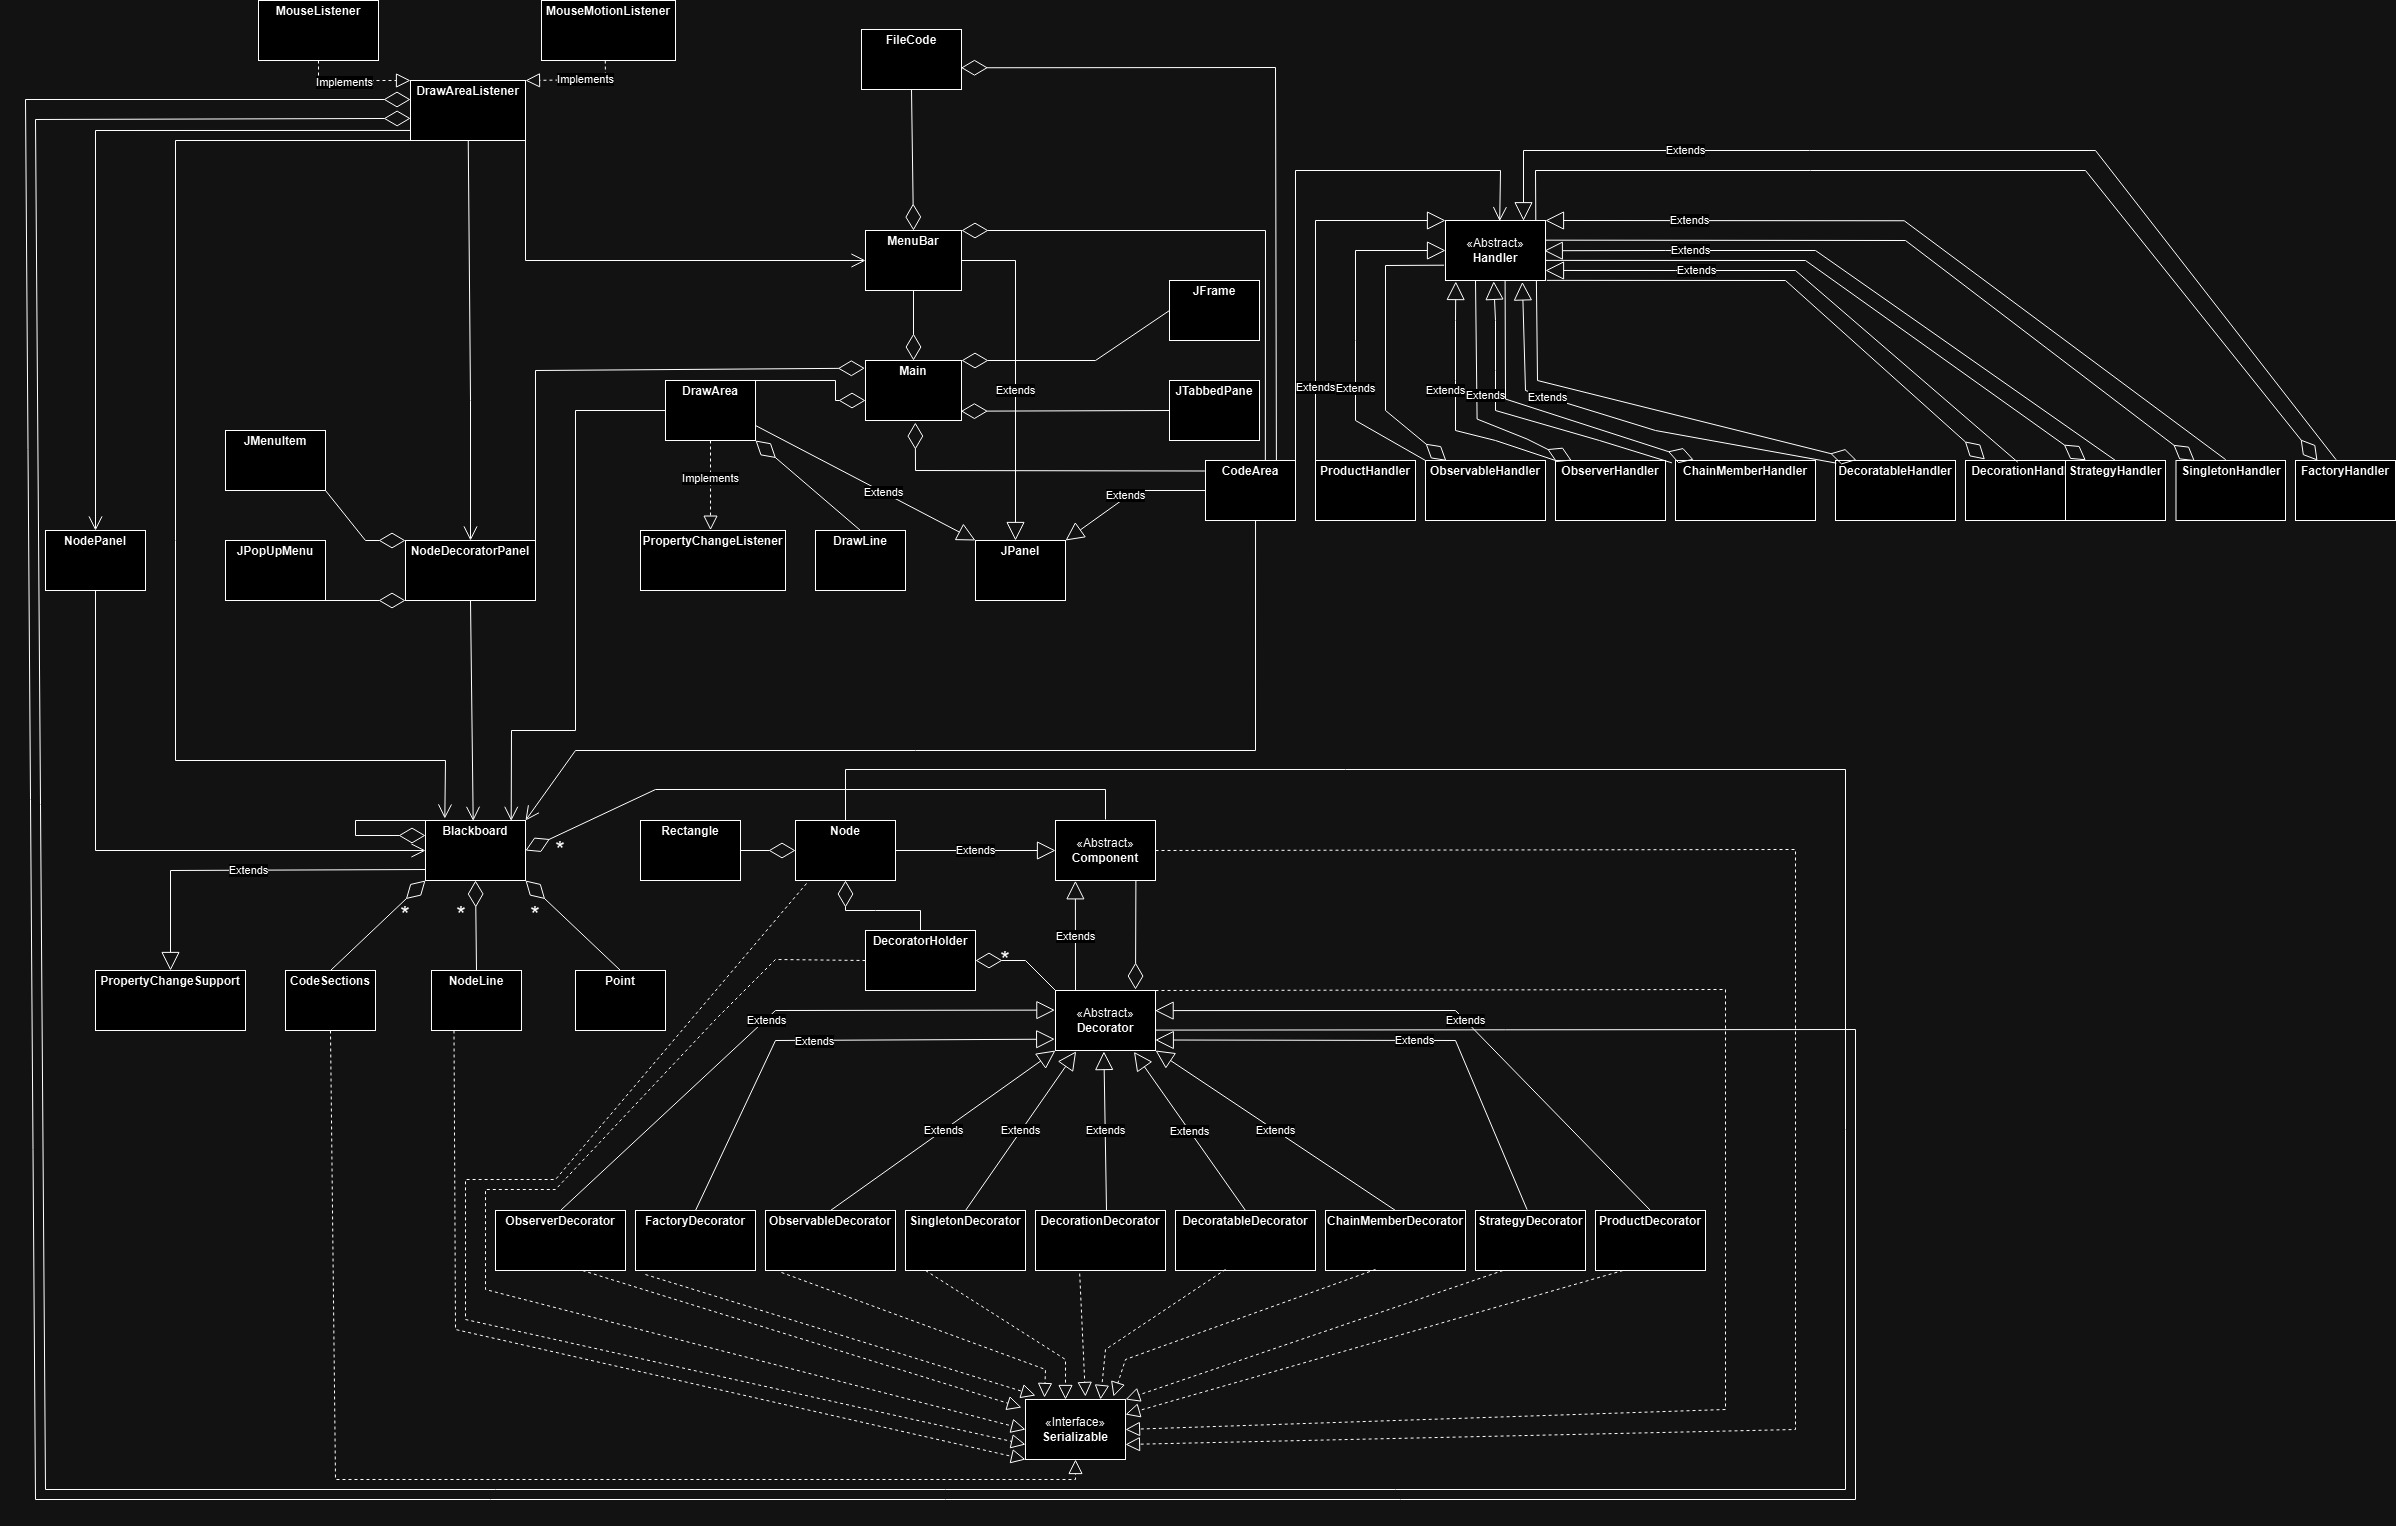 MouseListener
MouseMotionListener
FileCode
Implements
Implements
DrawAreaListener
Extends
Extends
MenuBar
«Abstract»
Handler
Extends
Extends
JFrame
Main
DrawArea
Extends
JTabbedPane
Extends
Extends
Extends
Extends
Extends
JMenuItem
CodeArea
ProductHandler
ObservableHandler
ObserverHandler
ChainMemberHandler
DecoratableHandler
DecorationHand
StrategyHandler
SingletonHandler
FactoryHandler
Implements
Extends
Extends
NodePanel
JPopUpMenu
NodeDecoratorPanel
PropertyChangeListener
DrawLine
JPanel
Blackboard
*
Rectangle
Node
Extends
«Abstract»
Component
Extends
*
*
*
Extends
DecoratorHolder
*
PropertyChangeSupport
CodeSections
NodeLine
Point
«Abstract»
Decorator
Extends
Extends
Extends
Extends
Extends
Extends
Extends
Extends
Extends
ObserverDecorator
FactoryDecorator
ObservableDecorator
SingletonDecorator
DecorationDecorator
DecoratableDecorator
ChainMemberDecorator
StrategyDecorator
ProductDecorator
«Interface»
Serializable